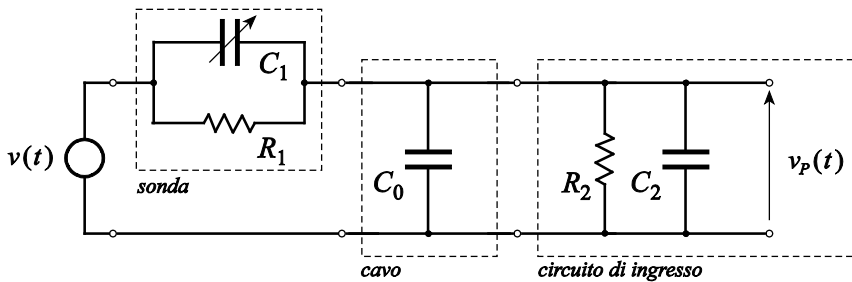 C1
v(t)
R1
sonda
C0
R2
C2
vP(t)
cavo
circuito di ingresso